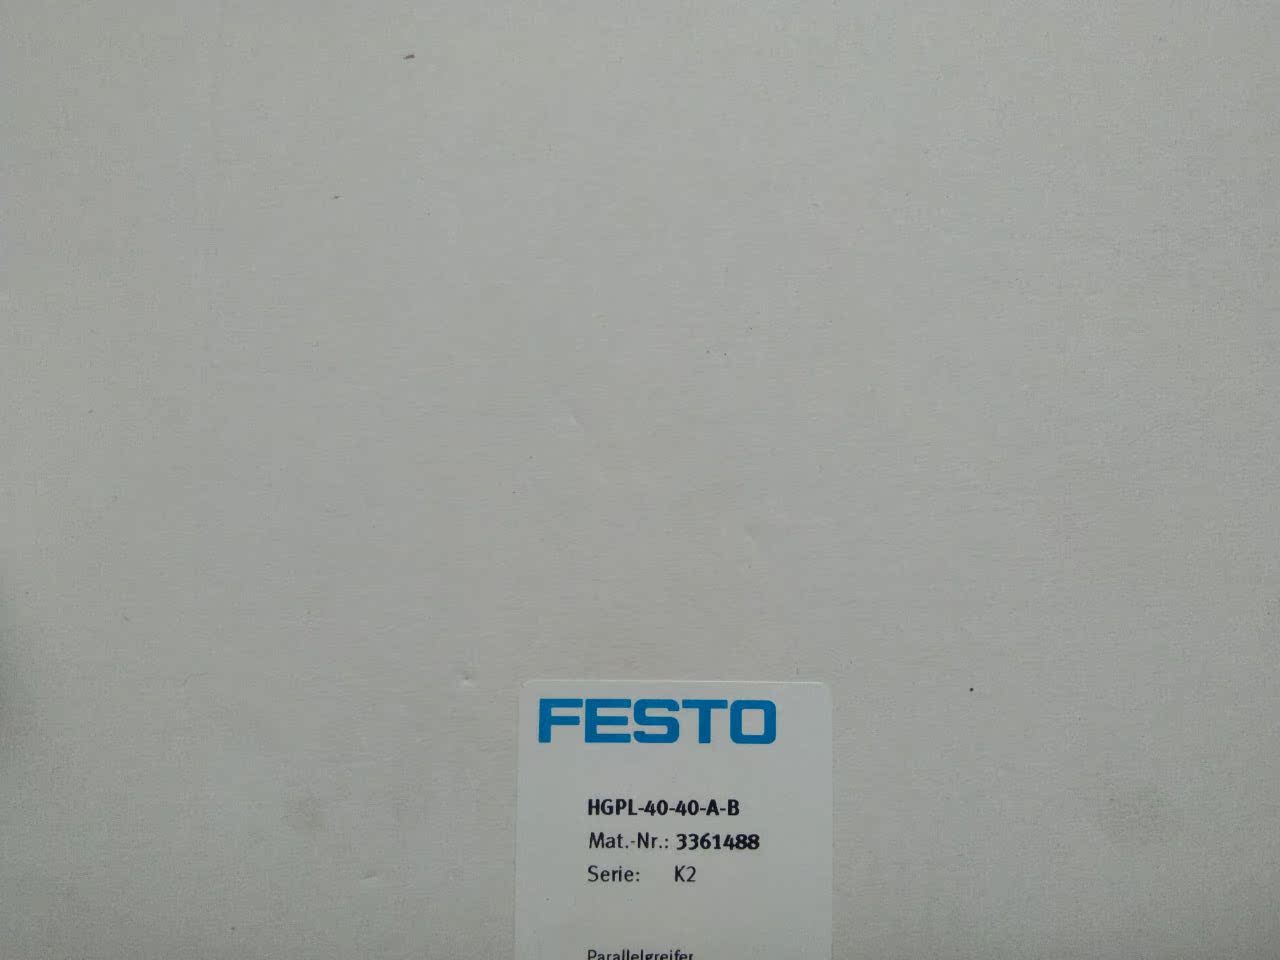 FESTO
HGPL-40-40-A-B
Mat.-Nr.: 3361488
Serie: K2
Parallelgreifer